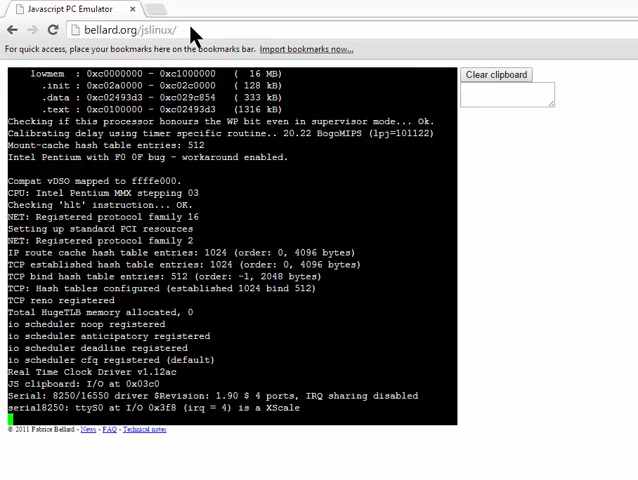 Javascript PC Emulator
bellard.org/jslinux/
For quick access, place your bookmarks here on the bookmarks bar. Import bookmarks now...
Clear clipboard
lowmem : 0xc0000000 - 0xc1000000 ( 16 MB)
.init : 0xc02a0000 - 0xc02c0000 ( 128 kB)
.data : 0xc02493d3 - 0xc029c854 ( 333 kB)
.text : 0xc0100000 - 0xc02493d3 (1316 kB)
Checking if this processor honours the WP bit even in supervisor mode... Ok.
Calibrating delay using timer specific routine.. 20.22 BogoMIPS (lpj=101122)
Mount-cache hash table entries: 512
Intel Pentium with F0 0F bug - workaround enabled.
Compat vDSO mapped to ffffe000.
CPU: Intel Pentium MMX stepping 03
Checking 'hlt' instruction... OK.
NET: Registered protocol family 16
Setting up standard PCI resources
NET: Registered protocol family 2
IP route cache hash table entries: 1024 (order: 0, 4096 bytes)
TCP established hash table entries: 1024 (order: 0, 4096 bytes)
TCP bind hash table entries: 512 (order: -1, 2048 bytes)
TCP: Hash tables configured (established 1024 bind 512)
TCP reno registered
Total HugeTLB memory allocated, 0
io scheduler noop registered
io scheduler anticipatory registered
io scheduler deadline registered
io scheduler cfq registered (default)
Real Time Clock Driver v1.12ac
JS clipboard: I/O at 0x03c0
Serial: 8250/16550 driver $Revision: 1.90 $ 4 ports, IRQ sharing disabled
serial8250: ttyS0 at I/O 0x3f8 (irq = 4) is a XScale
© 2011 Fabrice Bellard - News - FAQ - Technical notes